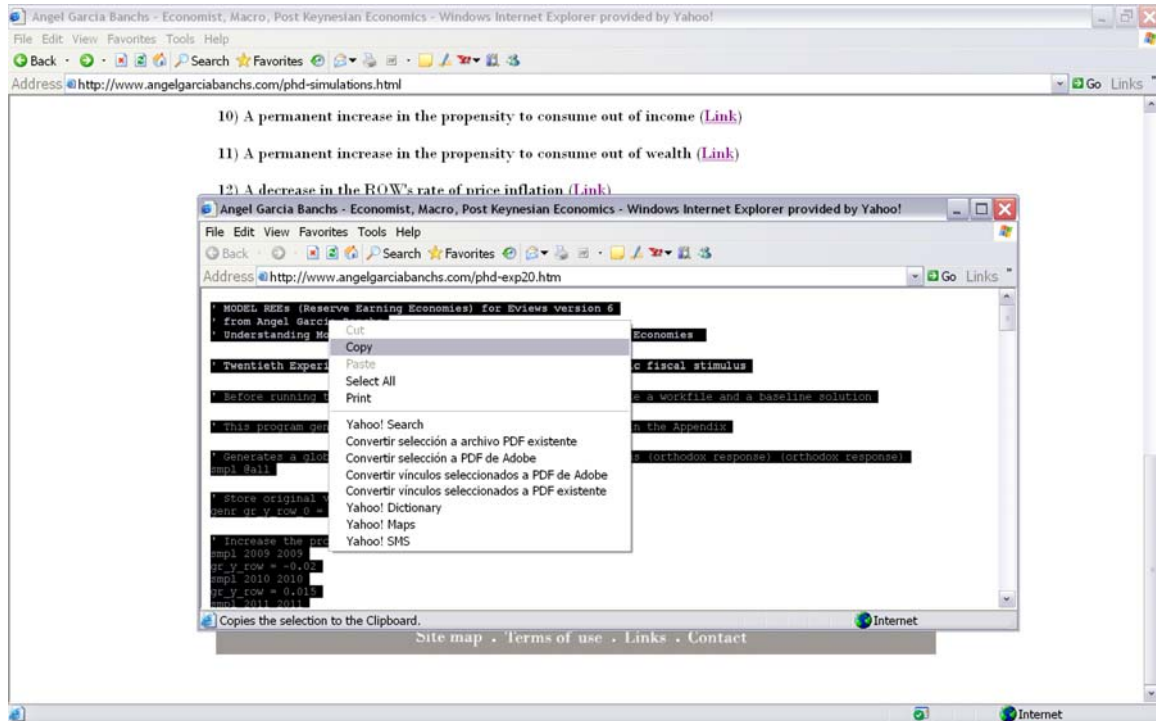 Angel Garcia Banchs - Economist, Macro, Post Keynesian Economics - Windows Internet Explorer provided by Yahoo!
File Edit View Favorites Tools Help
Back Search Favorites
Address http://www.angelgarciabanchs.com/phd-simulations.html Go Links "
10) A permanent increase in the propensity to consume out of income (Link)
11) A permanent increase in the propensity to consume out of wealth (Link)
12) A decrease in the ROW's rate of price inflation (Link)
Angel Garcia Banchs - Economist, Macro, Post Keynesian Economics - Windows Internet Explorer provided by Yahoo!
File Edit View Favorites Tools Help
Back Search Favorites
Address http://www.angelgarciabanchs.com/phd-exp20.htm Go Links "
' MODEL REEs (Reserve Earning Economies) for Eviews version 6
' from Angel Garcia
' Understanding Mo Economies
' Twentieth Experi c fiscal stimulus
' Before running t e a workfile and a baseline solution
' This program gen n the Appendix
' Generates a glob s (orthodox response) (orthodox response)
smpl @all
' Store original v
genr gr_y_row_0 =
' Increase the pro
smpl 2009 2009
gr_y_row = -0.02
smpl 2010 2010
gr_y_row = 0.015
smpl 2011 2011
Cut
Copy
Paste
Select All
Print
Yahoo! Search
Convertir selección a archivo PDF existente
Convertir selección a PDF de Adobe
Convertir vínculos seleccionados a PDF de Adobe
Convertir vínculos seleccionados a PDF existente
Yahoo! Dictionary
Yahoo! Maps
Yahoo! SMS
Copies the selection to the Clipboard. Internet
Site map . Terms of use . Links . Contact
Internet